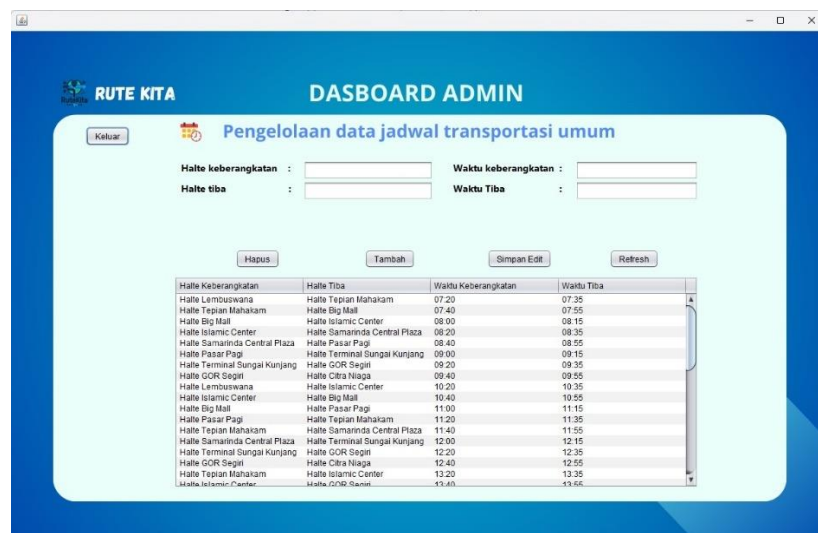 RUTE KITA
DASBOARD ADMIN
Keluar
Pengelolaan data jadwal transportasi umum
Halte keberangkatan :
Waktu keberangkatan :
Halte tiba :
Waktu Tiba :
Hapus Tambah Simpan Edit Refresh
Halte Keberangkatan Halte Tiba Waktu Keberangkatan Waktu Tiba
Halte Lembuswana Halte Tepian Mahakam 07:20 07:35
Halte Tepian Mahakam Halte Big Mall 07:40 07:55
Halte Big Mall Halte Islamic Center 08:00 08:15
Halte Islamic Center Halte Samarinda Central Plaza 08:20 08:35
Halte Samarinda Central Plaza Halte Pasar Pagi 08:40 08:55
Halte Pasar Pagi Halte Terminal Sungai Kunjang 09:00 09:15
Halte Terminal Sungai Kunjang Halte GOR Segiri 09:20 09:35
Halte GOR Segiri Halte Citra Niaga 09:40 09:55
Halte Lembuswana Halte Islamic Center 10:20 10:35
Halte Islamic Center Halte Big Mall 10:40 10:55
Halte Big Mall Halte Pasar Pagi 11:00 11:15
Halte Pasar Pagi Halte Tepian Mahakam 11:20 11:35
Halte Tepian Mahakam Halte Samarinda Central Plaza 11:40 11:55
Halte Samarinda Central Plaza Halte Terminal Sungai Kunjang 12:00 12:15
Halte Terminal Sungai Kunjang Halte GOR Segiri 12:20 12:35
Halte GOR Segiri Halte Citra Niaga 12:40 12:55
Halte Tepian Mahakam Halte Islamic Center 13:20 13:35
Halte Islamic Center Halte GOR Segiri 13:40 13:55